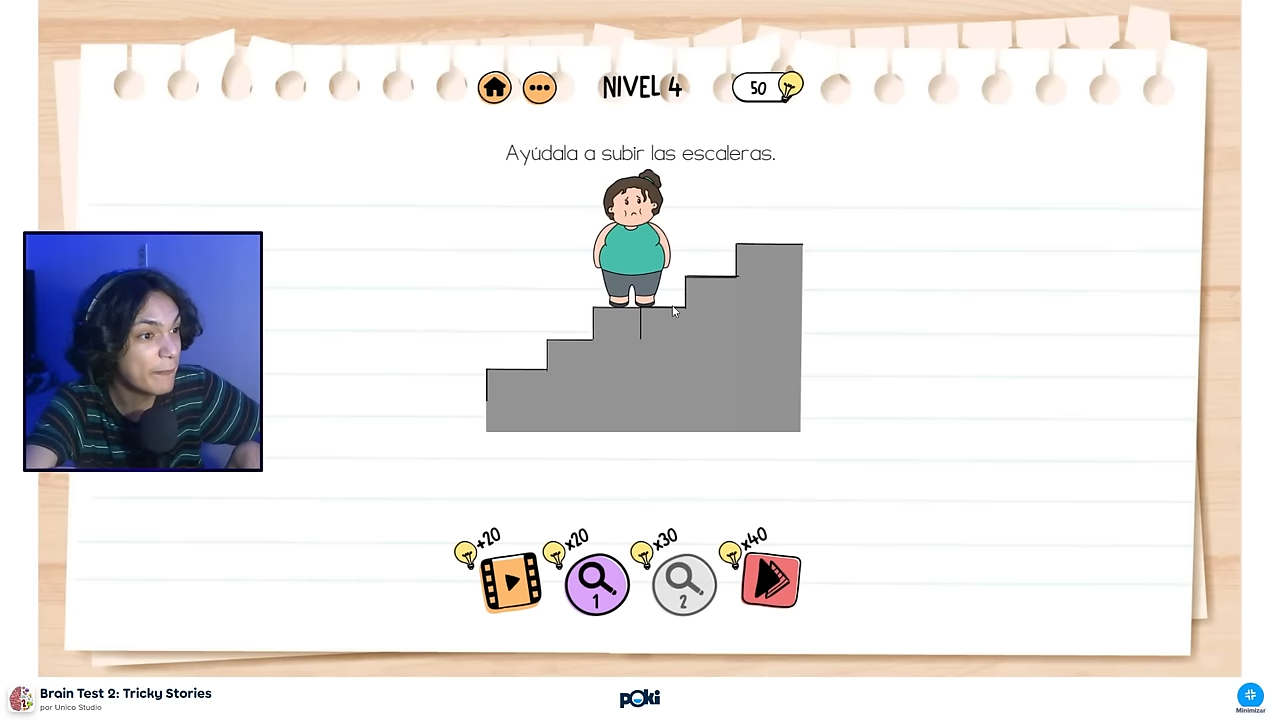 NIVEL 4
50
Ayúdala a subir las escaleras.
+20
x20
x30
x40
1
2
Brain Test 2: Tricky Stories
por Unico Studio
POKI
Minimizar